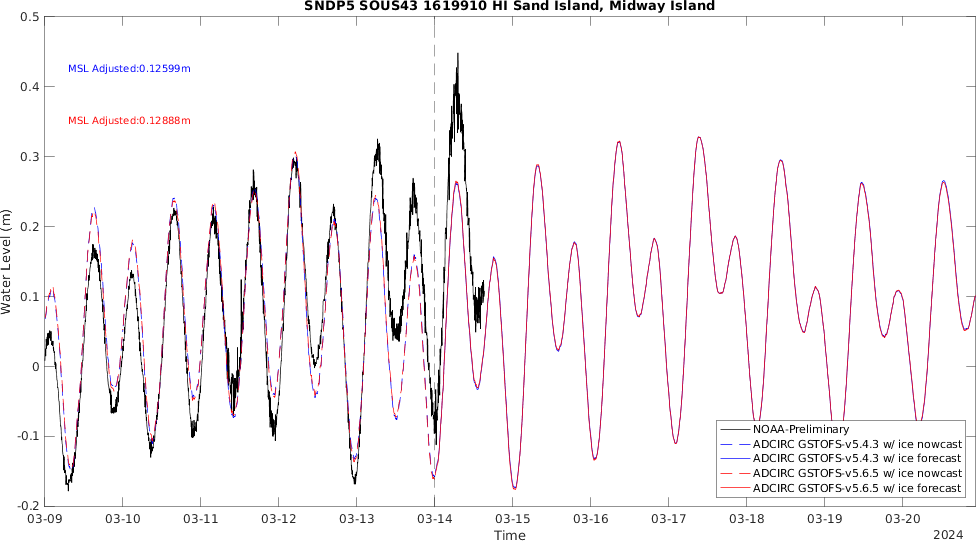 SNDP5 SOUS43 1619910 HI Sand Island, Midway Island
0.5
0.4
0.3
0.2
0.1
0
-0.1
-0.2
Water Level (m)
MSL Adjusted:0.12599m
MSL Adjusted:0.12888m
NOAA-Preliminary
ADCIRC GSTOFS-v5.4.3 w/ ice nowcast
ADCIRC GSTOFS-v5.4.3 w/ ice forecast
ADCIRC GSTOFS-v5.6.5 w/ ice nowcast
ADCIRC GSTOFS-v5.6.5 w/ ice forecast
03-09 03-10 03-11 03-12 03-13 03-14 03-15 03-16 03-17 03-18 03-19 03-20
Time
2024